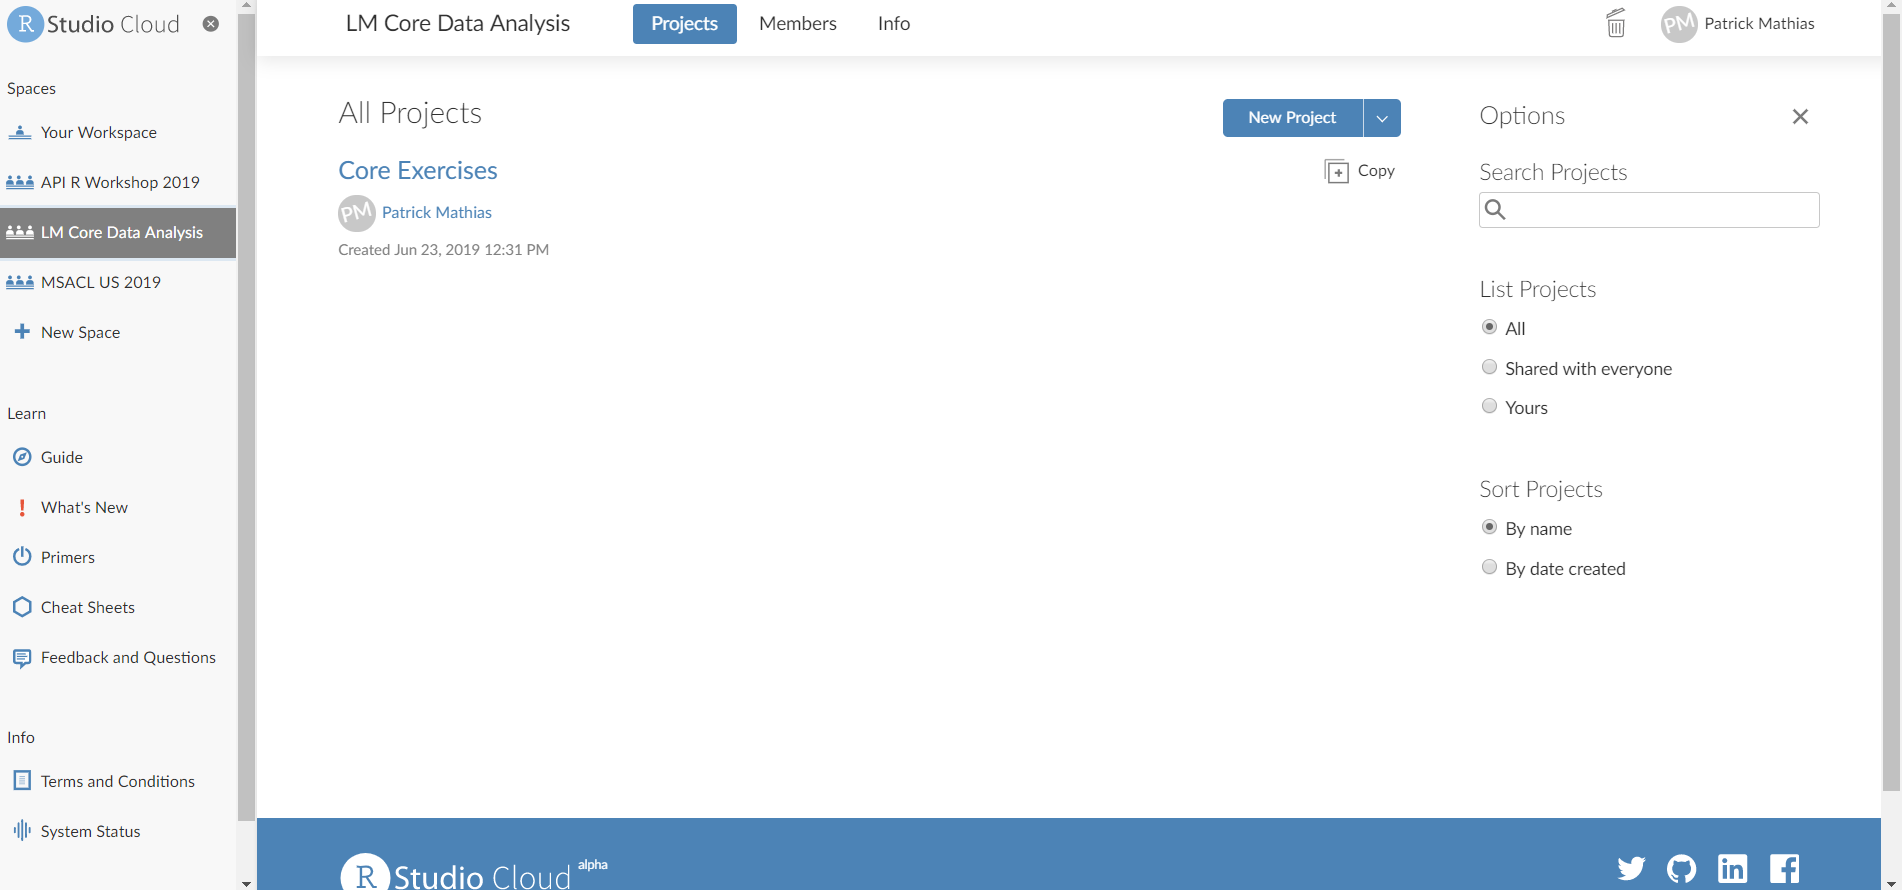 R Studio Cloud
Spaces
Your Workspace
API R Workshop 2019
LM Core Data Analysis
MSACL US 2019
New Space
Learn
Guide
What's New
Primers
Cheat Sheets
Feedback and Questions
Info
Terms and Conditions
System Status
LM Core Data Analysis
Projects
Members
Info
PM
Patrick Mathias
All Projects
New Project
Core Exercises
Copy
PM
Patrick Mathias
Created Jun 23, 2019 12:31 PM
Options
Search Projects
List Projects
All
Shared with everyone
Yours
Sort Projects
By name
By date created
R Studio Cloud alpha